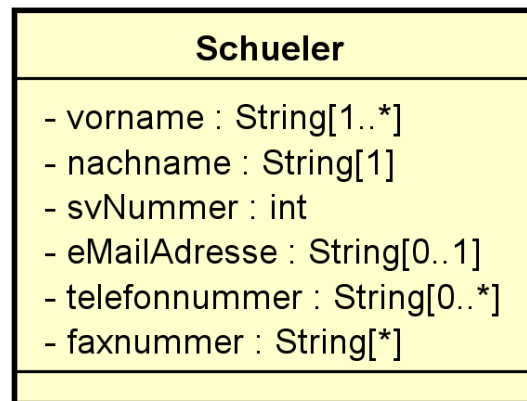 Schueler
- vorname : String[1..*]
- nachname : String[1]
- svNummer : int
- eMailAdresse : String[0..1]
- telefonnummer : String[0..*]
- faxnummer : String[*]